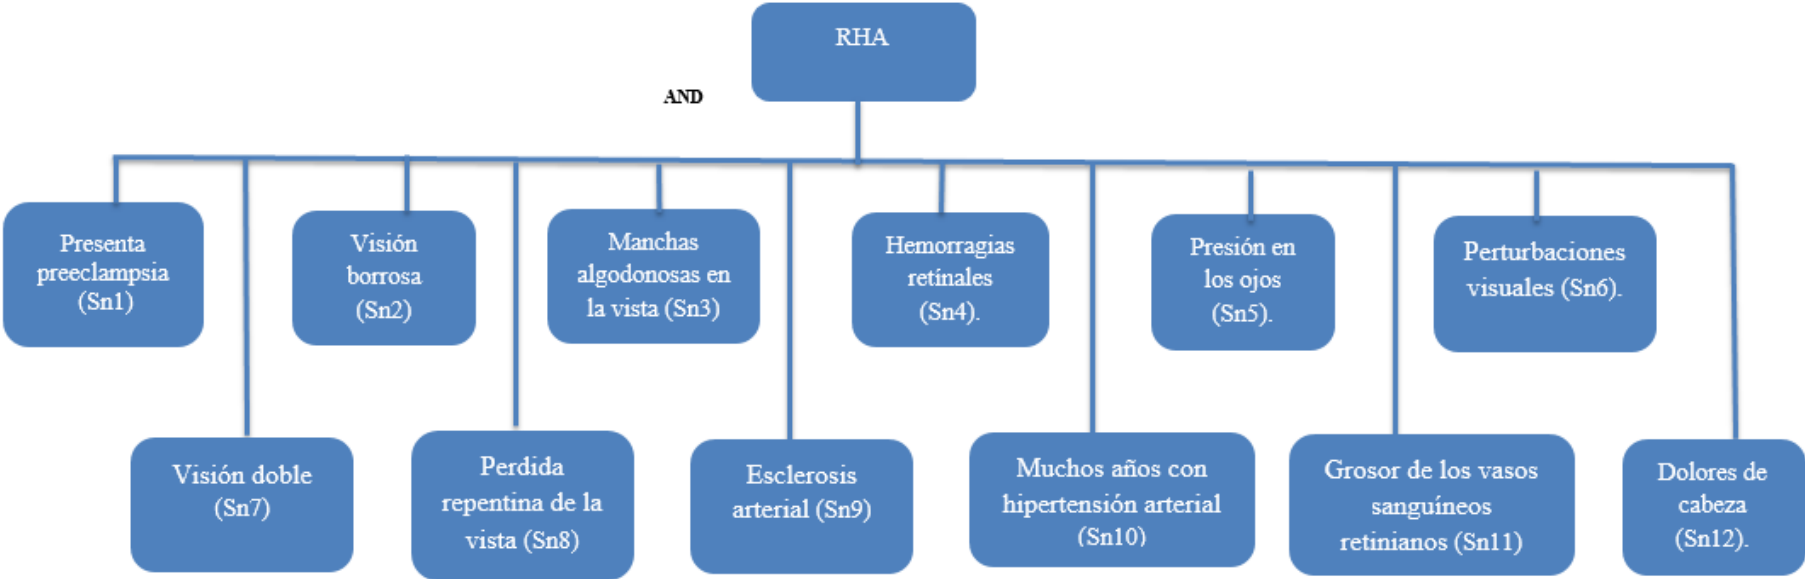 RHA
AND
Presenta
preeclampsia
(Sn1)
Visión
borrosa
(Sn2)
Manchas
algodonosas en
la vista (Sn3)
Hemorragias
retínales
(Sn4).
Presión en
los ojos
(Sn5).
Perturbaciones
visuales (Sn6).
Visión doble
(Sn7)
Perdida
repentina de la
vista (Sn8)
Esclerosis
arterial (Sn9)
Muchos años con
hipertensión arterial
(Sn10)
Grosor de los vasos
sanguíneos
retinianos (Sn11)
Dolores de
cabeza
(Sn12).